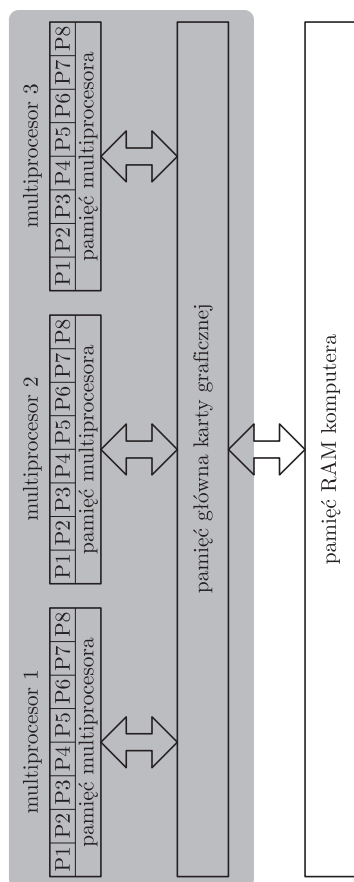 multiprocesor 1
P1 P2 P3 P4 P5 P6 P7 P8
pamięć multiprocesora
multiprocesor 2
P1 P2 P3 P4 P5 P6 P7 P8
pamięć multiprocesora
multiprocesor 3
P1 P2 P3 P4 P5 P6 P7 P8
pamięć multiprocesora
pamięć główna karty graficznej
pamięć RAM komputera